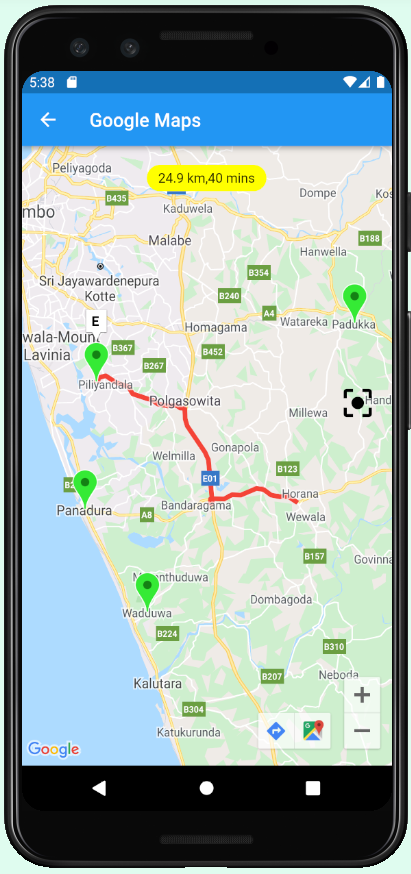 5:38
Google Maps
Peliyagoda
24.9 km,40 mins
B435
Kaduwela
Dompe
Kos
mbo
B188
Malabe
Hanwella
B354
Sri Jayawardenepura
Kotte
B240
A4
Watareka
Padukka
E
Homagama
wala-Mount
Lavinia
B367
B452
B267
Piliyandala
Polgasowita
Hand
Millewa
Gonapola
Welmilla
B123
E01
B2
Horana
Bandaragama
Panadura
A8
Wewala
B157
Govinna
thuduwa
Dombagoda
Wadduwa
B224
B310
B207
Neboda
Kalutara
B304
Katukurunda
+
−
G
Google